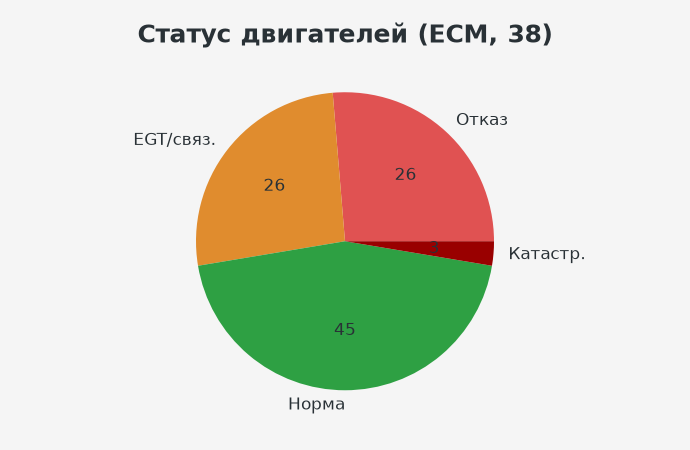 Статус двигателей (ECM, 38)
Отказ
EGT/связ.
26
26
3
Катастр.
45
Норма